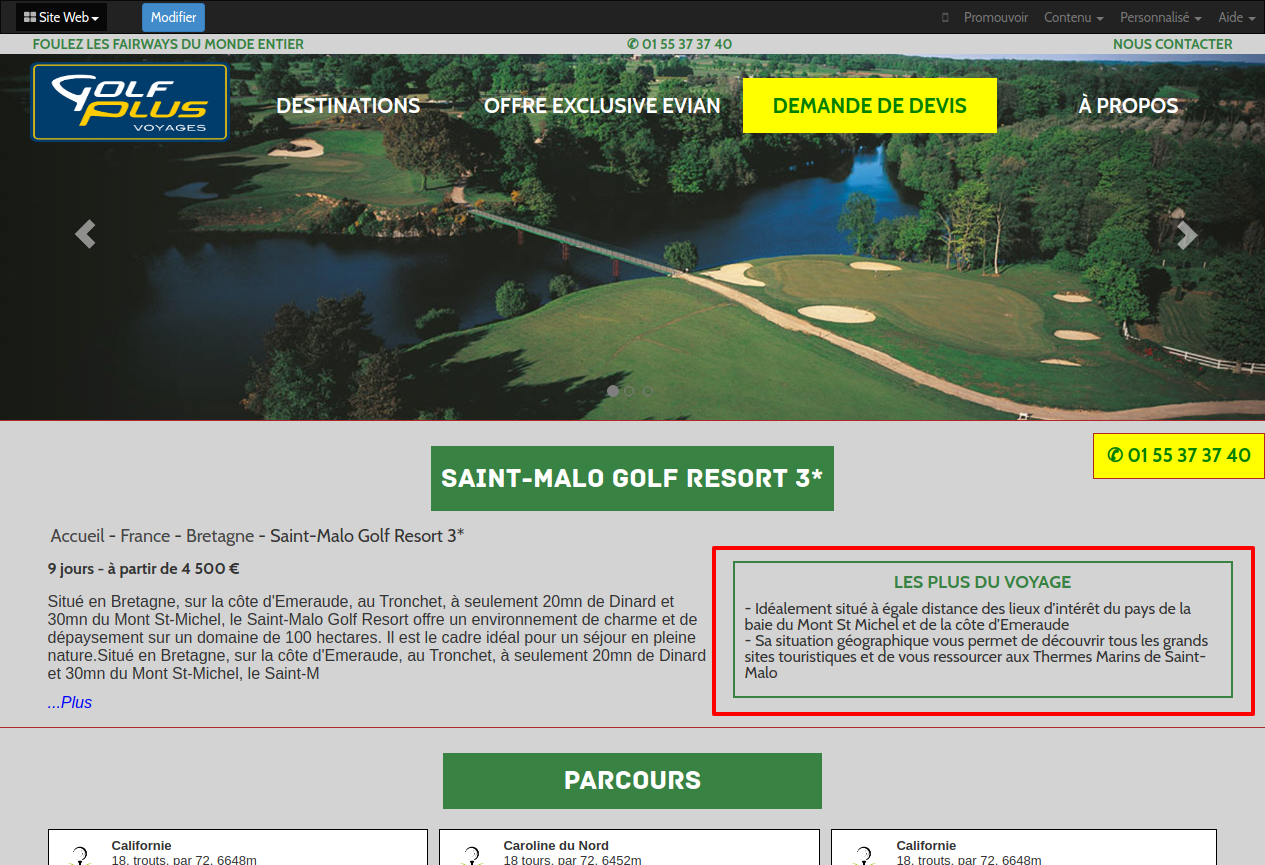 Site Web
Modifier
Promouvoir Contenu Personnalisé Aide
FOULEZ LES FAIRWAYS DU MONDE ENTIER
✆ 01 55 37 37 40
NOUS CONTACTER
GOLF
PLUS
VOYAGES
DESTINATIONS
OFFRE EXCLUSIVE EVIAN
DEMANDE DE DEVIS
À PROPOS
✆ 01 55 37 37 40
SAINT-MALO GOLF RESORT 3*
Accueil - France - Bretagne - Saint-Malo Golf Resort 3*
9 jours - à partir de 4 500 €
Situé en Bretagne, sur la côte d'Emeraude, au Tronchet, à seulement 20mn de Dinard et
30mn du Mont St-Michel, le Saint-Malo Golf Resort offre un environnement de charme et de
dépaysement sur un domaine de 100 hectares. Il est le cadre idéal pour un séjour en pleine
nature.Situé en Bretagne, sur la côte d'Emeraude, au Tronchet, à seulement 20mn de Dinard
et 30mn du Mont St-Michel, le Saint-M
...Plus
LES PLUS DU VOYAGE
- Idéalement situé à égale distance des lieux d'intérêt du pays de la
baie du Mont St Michel et de la côte d'Emeraude
- Sa situation géographique vous permet de découvrir tous les grands
sites touristiques et de vous ressourcer aux Thermes Marins de Saint-
Malo
PARCOURS
Californie
18, trouts, par 72, 6648m
Caroline du Nord
18 tours, par 72, 6452m
Californie
18, trouts, par 72, 6648m